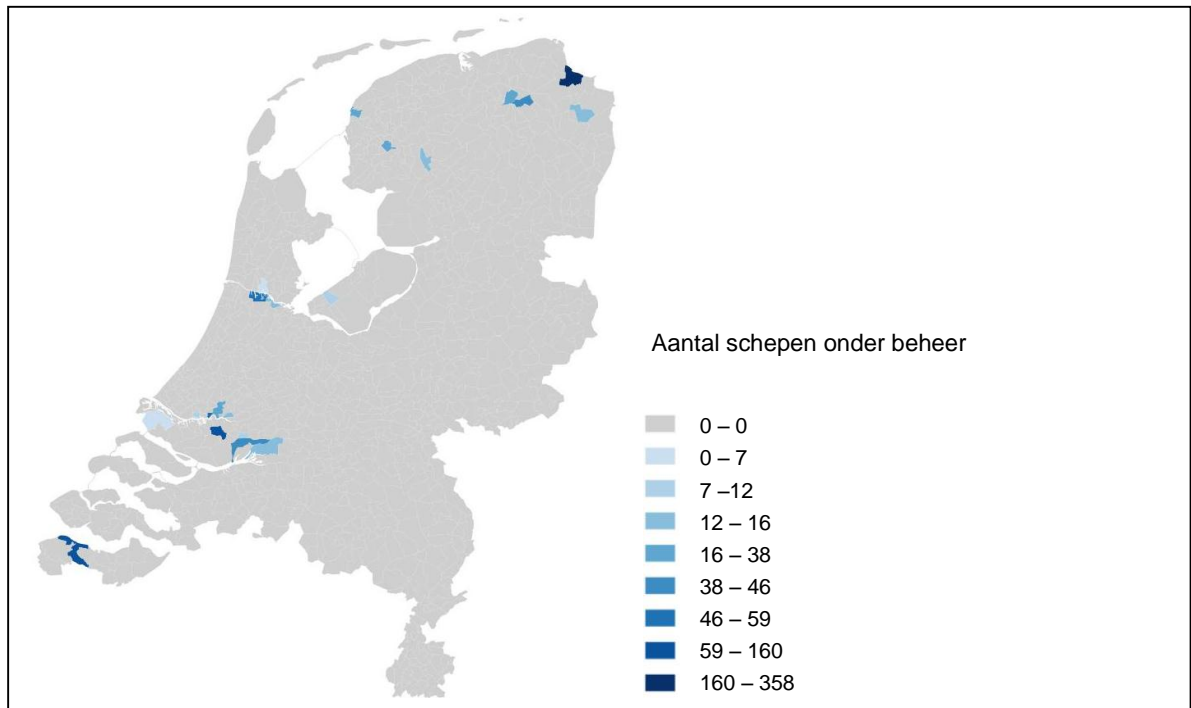 Aantal schepen onder beheer
0 – 0
0 – 7
7 –12
12 – 16
16 – 38
38 – 46
46 – 59
59 – 160
160 – 358